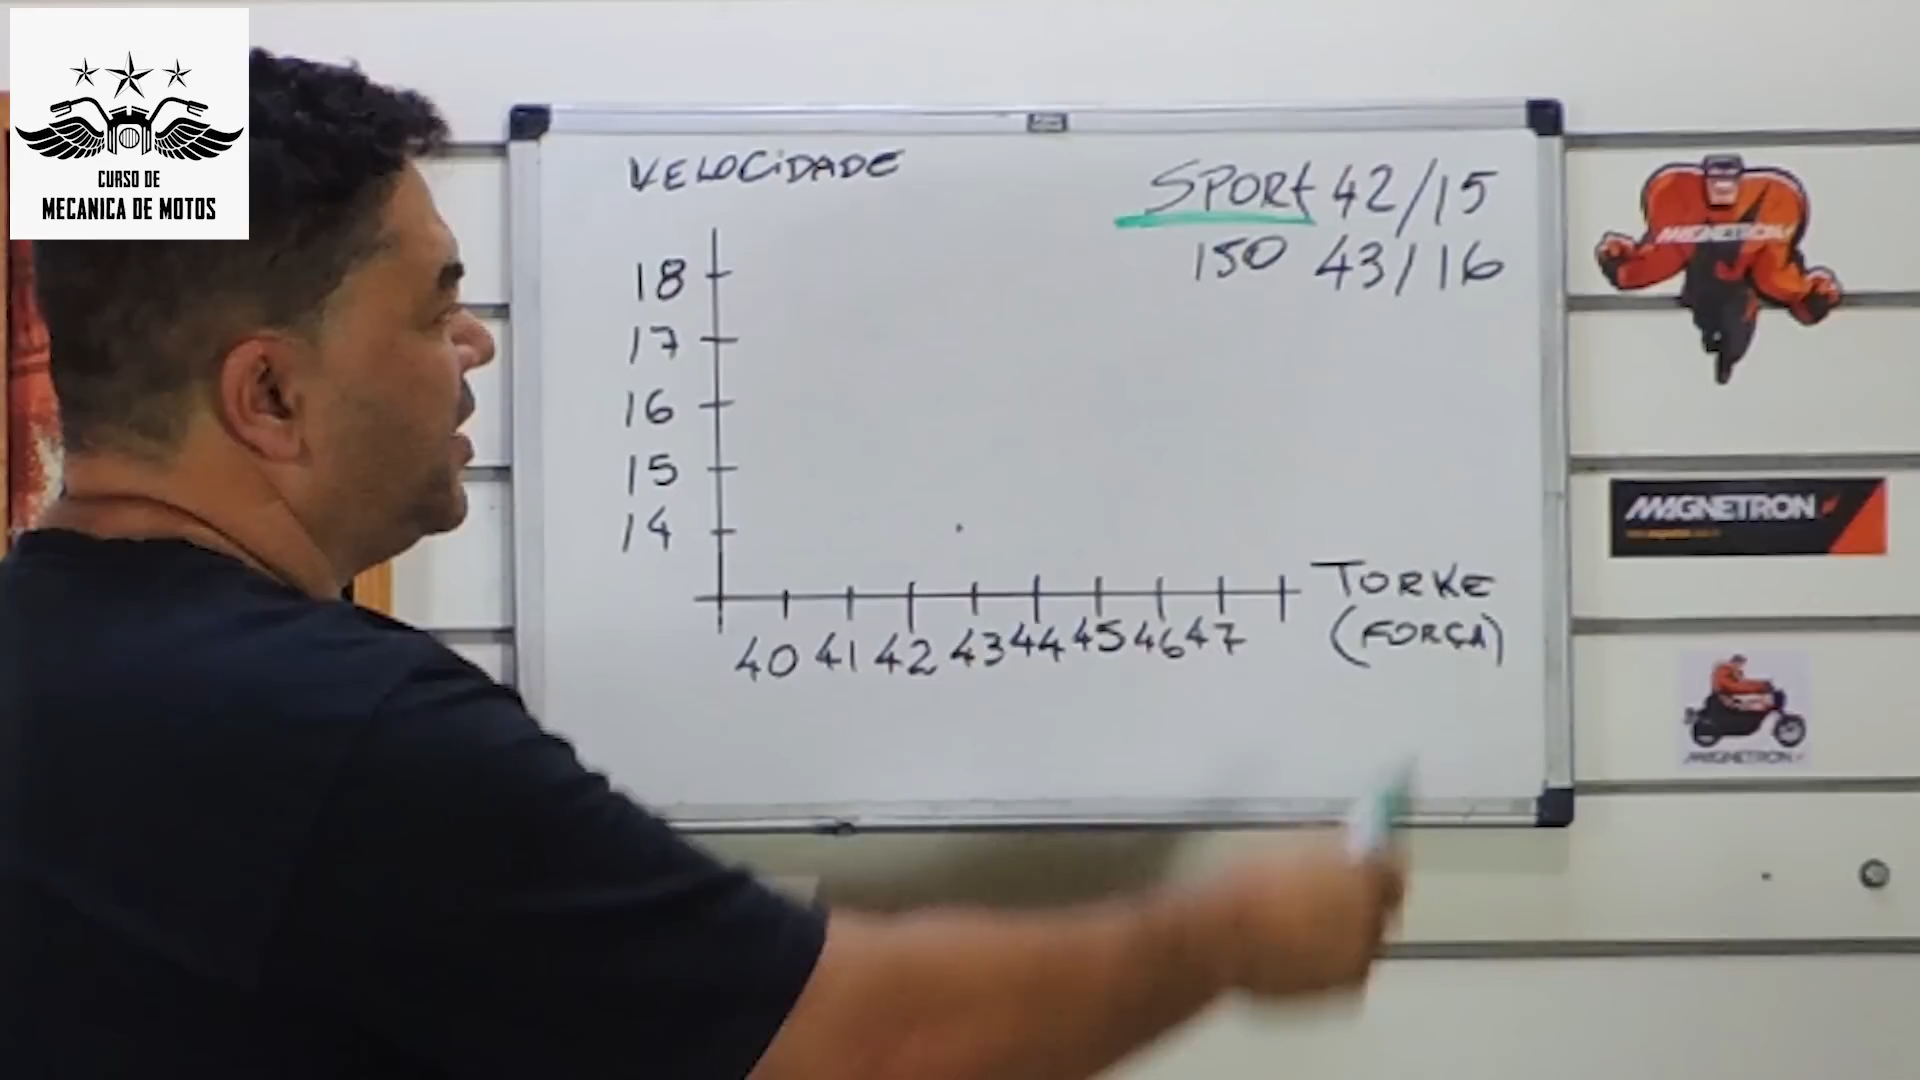 CURSO DE
MECANICA DE MOTOS
VELOCIDADE
SPORT 42/15
150 43/16
18
17
16
15
14
TORKE
(FORÇA)
40 41 42 43 44 45 46 47
MAGNETRON
MAGNETRON
MAGNETRON